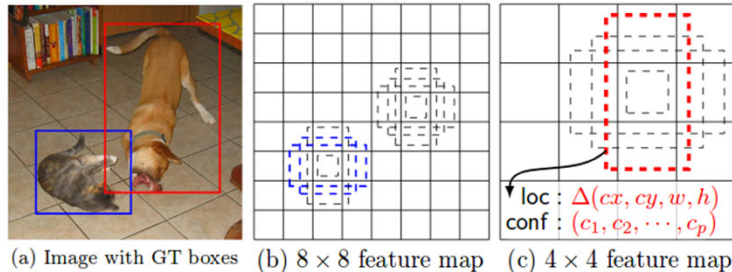 loc : Δ(cx, cy, w, h)
conf : (c₁, c₂, ⋯, cₚ)
(a) Image with GT boxes
(b) 8 × 8 feature map
(c) 4 × 4 feature map